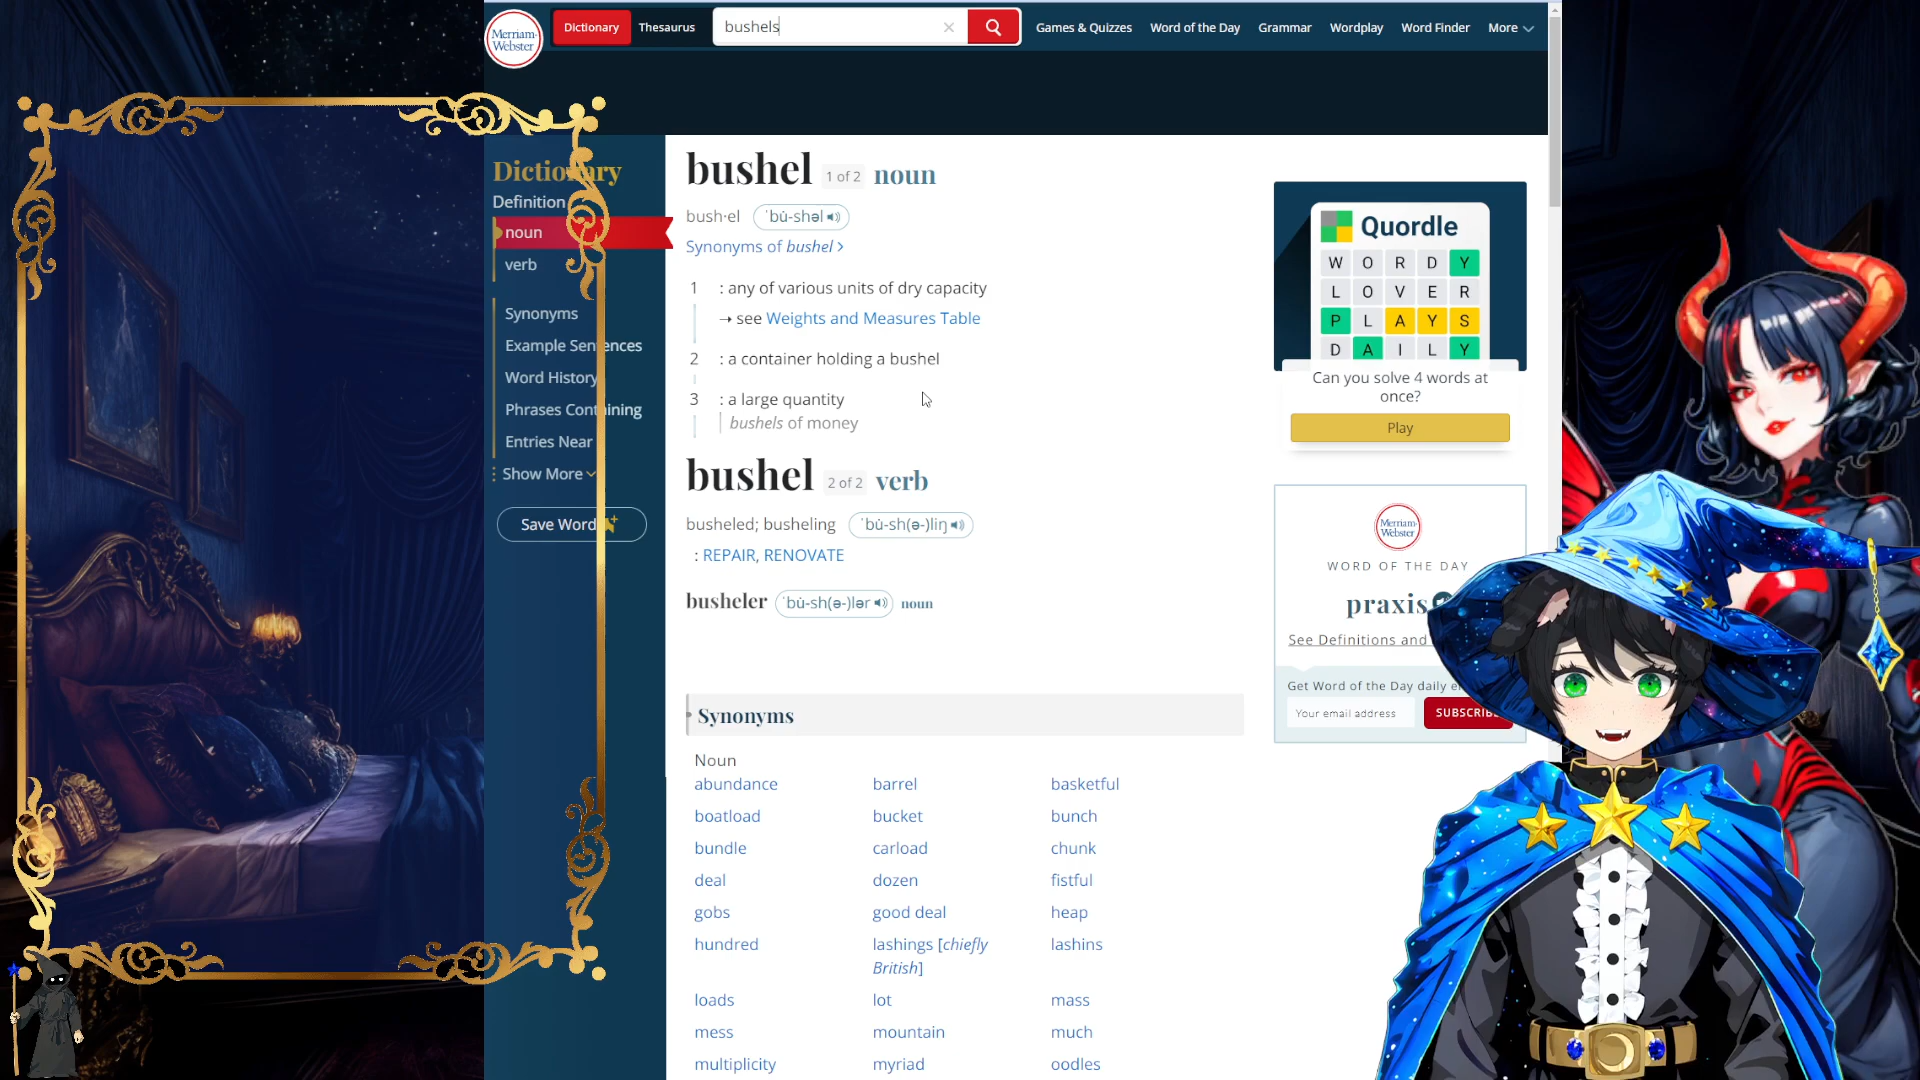 Merriam-
Webster
Dictionary
Thesaurus
bushels
Games & Quizzes
Word of the Day
Grammar
Wordplay
Word Finder
More
Dictionary
Definition
noun
verb
Synonyms
Example Sentences
Word History
Phrases Containing
Entries Near
Show More
Save Word
bushel 1 of 2 noun
bush·el ˈbu̇-shəl
Synonyms of bushel
1 : any of various units of dry capacity
→ see Weights and Measures Table
2 : a container holding a bushel
3 : a large quantity
bushels of money
bushel 2 of 2 verb
busheled; busheling ˈbu̇-sh(ə-)liŋ
: REPAIR, RENOVATE
busheler ˈbu̇-sh(ə-)lər noun
Synonyms
Noun
abundance barrel basketful
boatload bucket bunch
bundle carload chunk
deal dozen fistful
gobs good deal heap
hundred lashings [chiefly British] lashins
loads lot mass
mess mountain much
multiplicity myriad oodles
Quordle
W O R D Y
L O V E R
P L A Y S
D A I L Y
Can you solve 4 words at
once?
Play
Merriam-
Webster
WORD OF THE DAY
praxis
See Definitions and
Get Word of the Day daily
Your email address
SUBSCRIBE